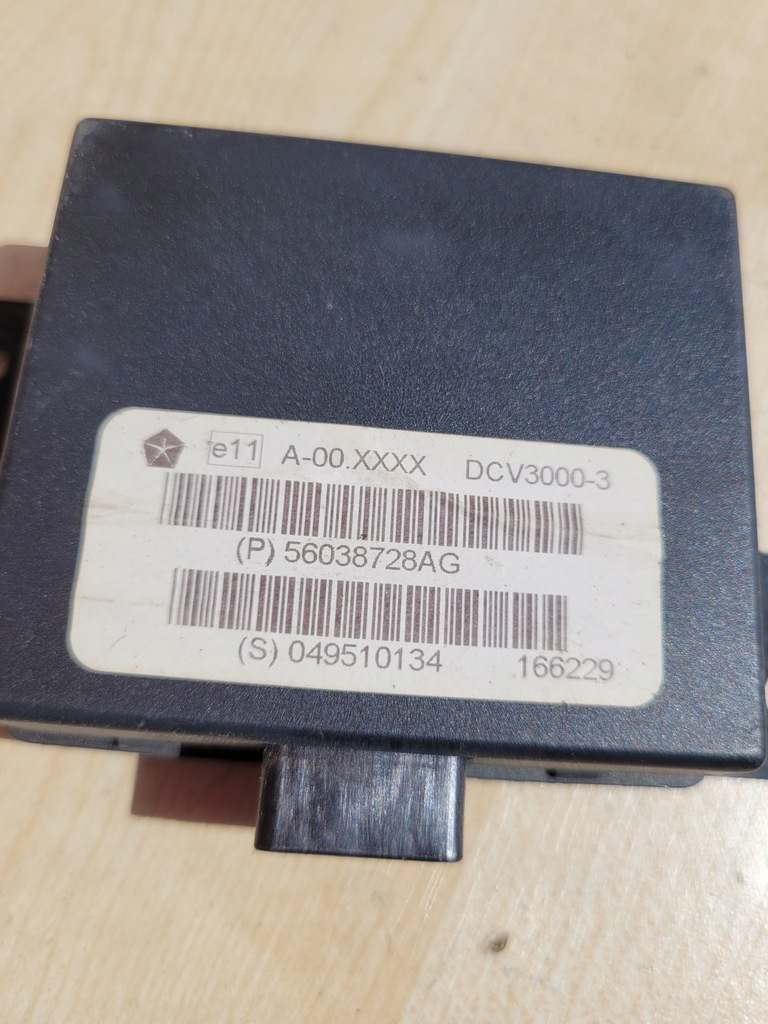 e11 A-00.XXXX DCV3000-3
(P) 56038728AG
(S) 049510134 166229